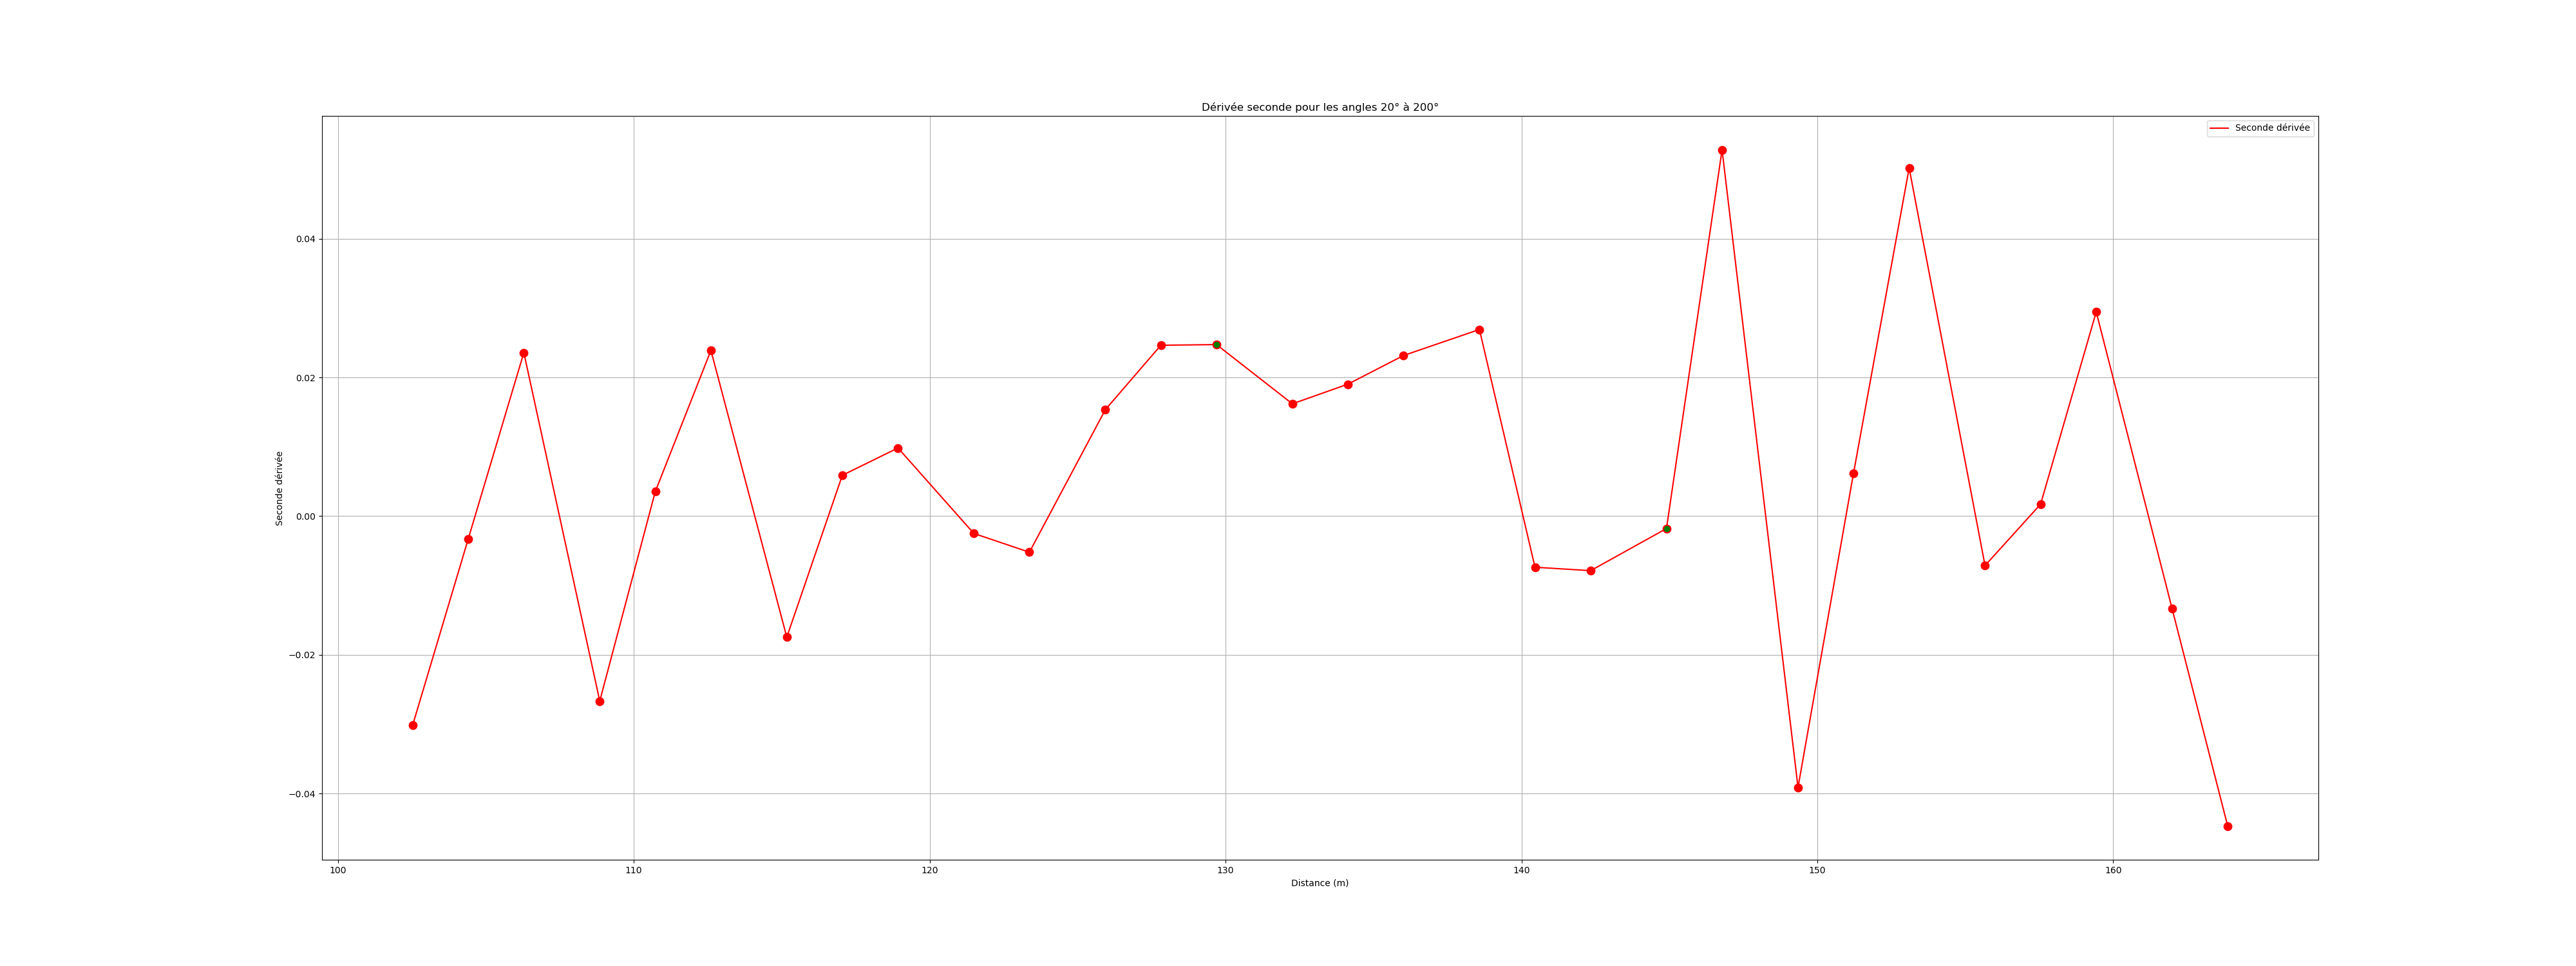 Dérivée seconde pour les angles 20° à 200°
Seconde dérivée
Seconde dérivée
0.04
0.02
0.00
−0.02
−0.04
100 110 120 130 140 150 160
Distance (m)